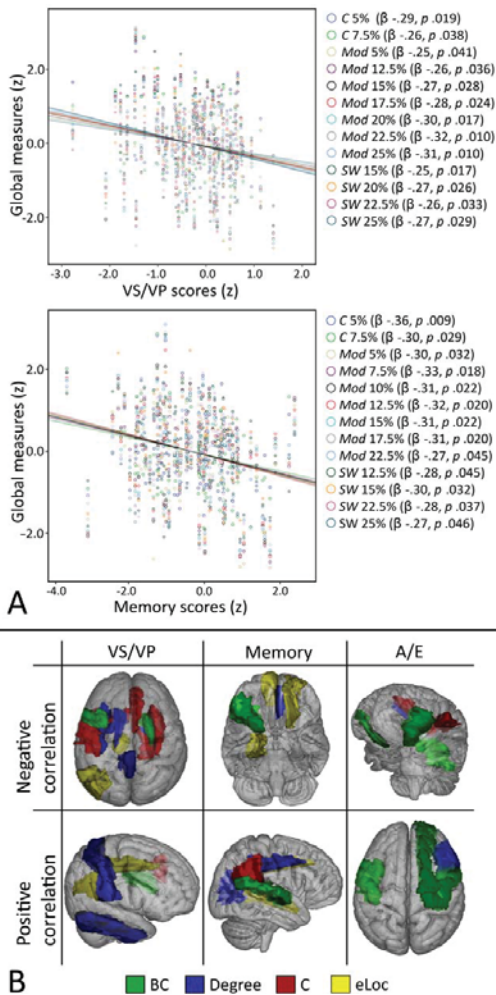 2.0
0.0
-2.0
Global measures (z)
-3.0 -2.0 -1.0 0.0 1.0 2.0
VS/VP scores (z)
C 5% (β -.29, p .019)
C 7.5% (β -.26, p .038)
Mod 5% (β -.25, p .041)
Mod 12.5% (β -.26, p .036)
Mod 15% (β -.27, p .028)
Mod 17.5% (β -.28, p .024)
Mod 20% (β -.30, p .017)
Mod 22.5% (β -.32, p .010)
Mod 25% (β -.31, p .010)
SW 15% (β -.25, p .017)
SW 20% (β -.27, p .026)
SW 22.5% (β -.26, p .033)
SW 25% (β -.27, p .029)
2.0
0.0
-2.0
Global measures (z)
-4.0 -2.0 0.0 2.0
Memory scores (z)
C 5% (β -.36, p .009)
C 7.5% (β -.30, p .029)
Mod 5% (β -.30, p .032)
Mod 7.5% (β -.33, p .018)
Mod 10% (β -.31, p .022)
Mod 12.5% (β -.32, p .020)
Mod 15% (β -.31, p .022)
Mod 17.5% (β -.31, p .020)
Mod 22.5% (β -.27, p .045)
SW 12.5% (β -.28, p .045)
SW 15% (β -.30, p .032)
SW 22.5% (β -.28, p .037)
SW 25% (β -.27, p .046)
A
VS/VP Memory A/E
Negative
correlation
Positive
correlation
B
BC Degree C eLoc